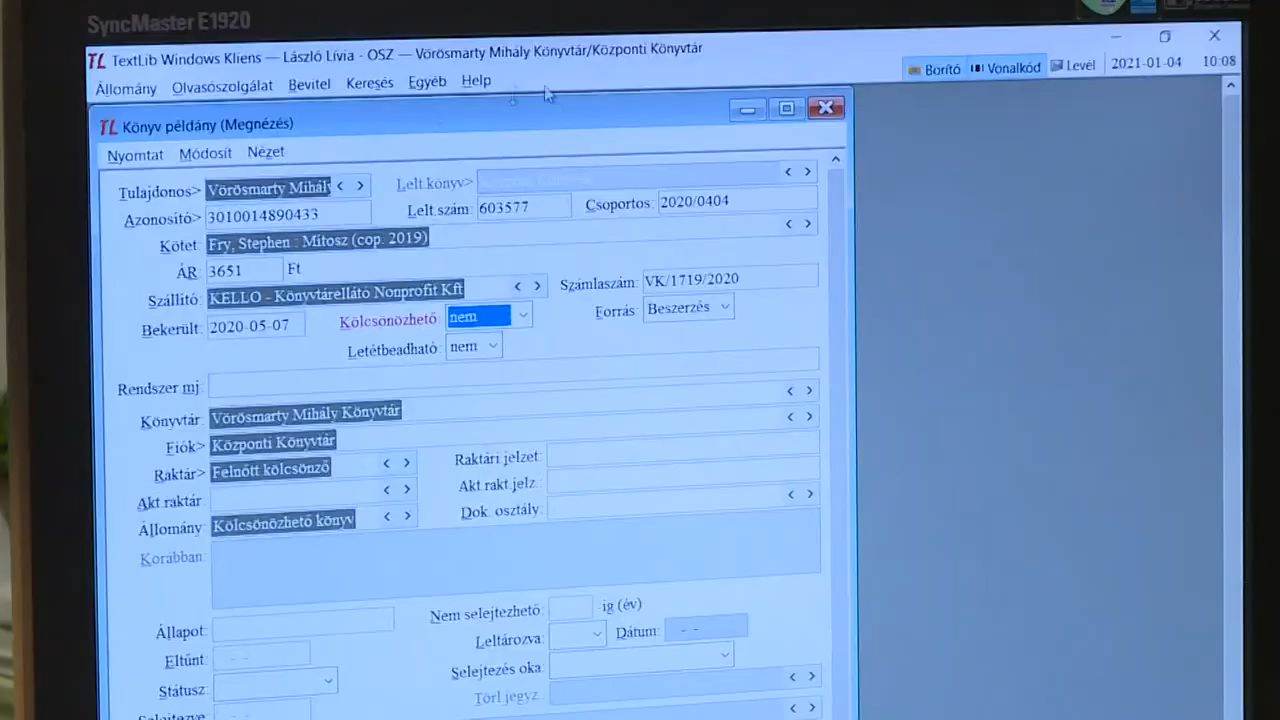 SyncMaster E1920
TL TextLib Windows Kliens — László Lívia - OSZ — Vörösmarty Mihály Könyvtár/Központi Könyvtár
Állomány Olvasószolgálat Bevitel Keresés Egyéb Help Borító Vonalkód Levél 2021-01-04 10:08
TL Könyv példány (Megnézés)
Nyomtat Módosít Nézet
Tulajdonos> Vörösmarty Mihály < > Lelt könyv> < >
Azonosító> 3010014890433 Lelt szám: 603577 Csoportos: 2020/0404
Kötet: Fry, Stephen : Mítosz (cop. 2019) < >
ÁR: 3651 Ft
Szállító: KELLO - Könyvtárellátó Nonprofit Kft < > Számlaszám: VK/1719/2020
Bekerült: 2020-05-07 Kölcsönözhető: nem Forrás: Beszerzés
Letétbeadható: nem
Rendszer mj:
Könyvtár: Vörösmarty Mihály Könyvtár < >
Fiók> Központi Könyvtár < >
Raktár> Felnőtt kölcsönző < > Raktári jelzet:
Akt raktár: < > Akt rakt.jelz.:
Állomány: Kölcsönözhető könyv < > Dok. osztály: < >
Korábban:
Állapot: Nem selejtezhető: -ig (év)
Eltűnt: - - Leltározva: Dátum: - -
Státusz: Selejtezés oka:
Selejtezve Törl jegyz. < >
< >